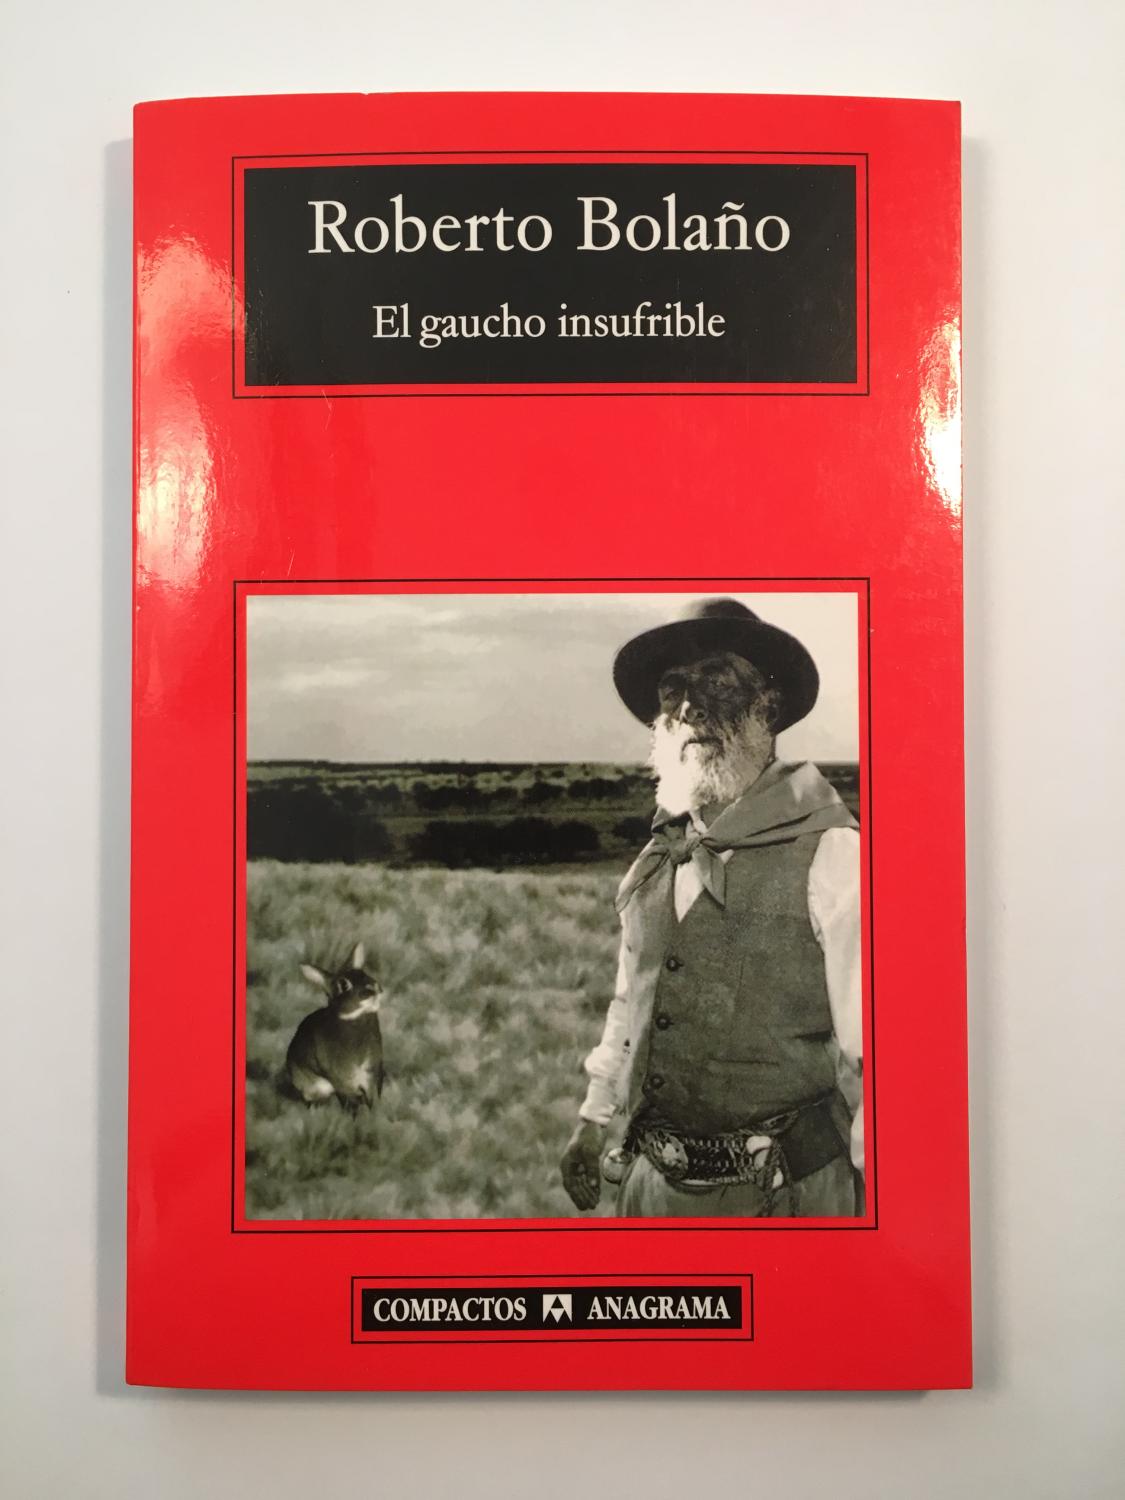 Roberto Bolaño
El gaucho insufrible
COMPACTOS ANAGRAMA